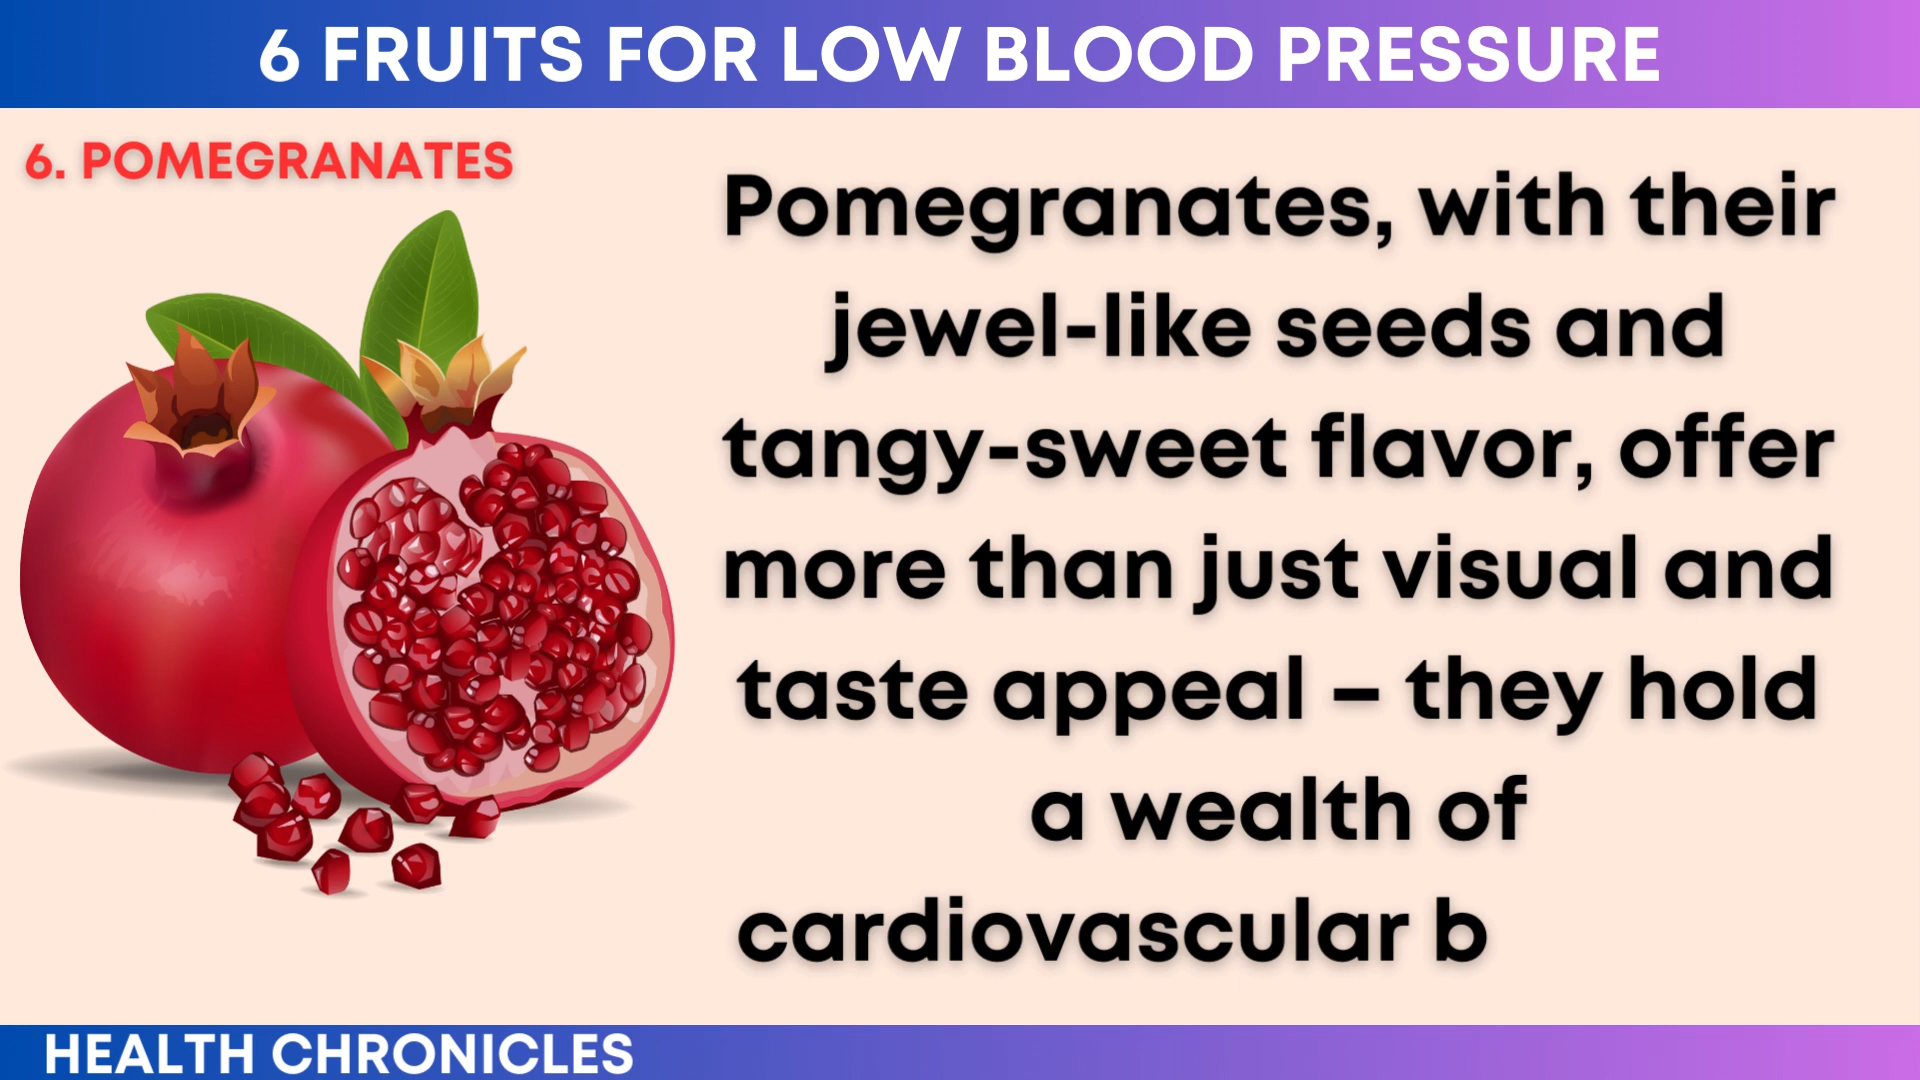 6 FRUITS FOR LOW BLOOD PRESSURE
6. POMEGRANATES
Pomegranates, with their
jewel-like seeds and
tangy-sweet flavor, offer
more than just visual and
taste appeal – they hold
a wealth of
cardiovascular b
HEALTH CHRONICLES